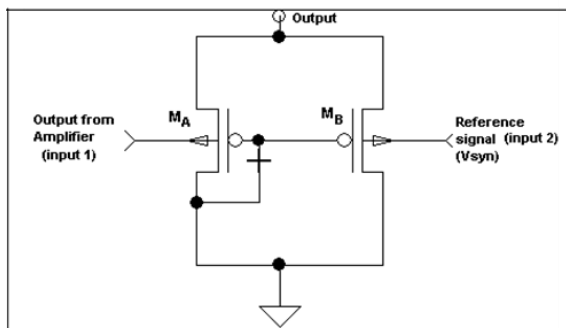 Output
Output from
Amplifier
(input 1)
MA
MB
Reference
signal (input 2)
(Vsyn)